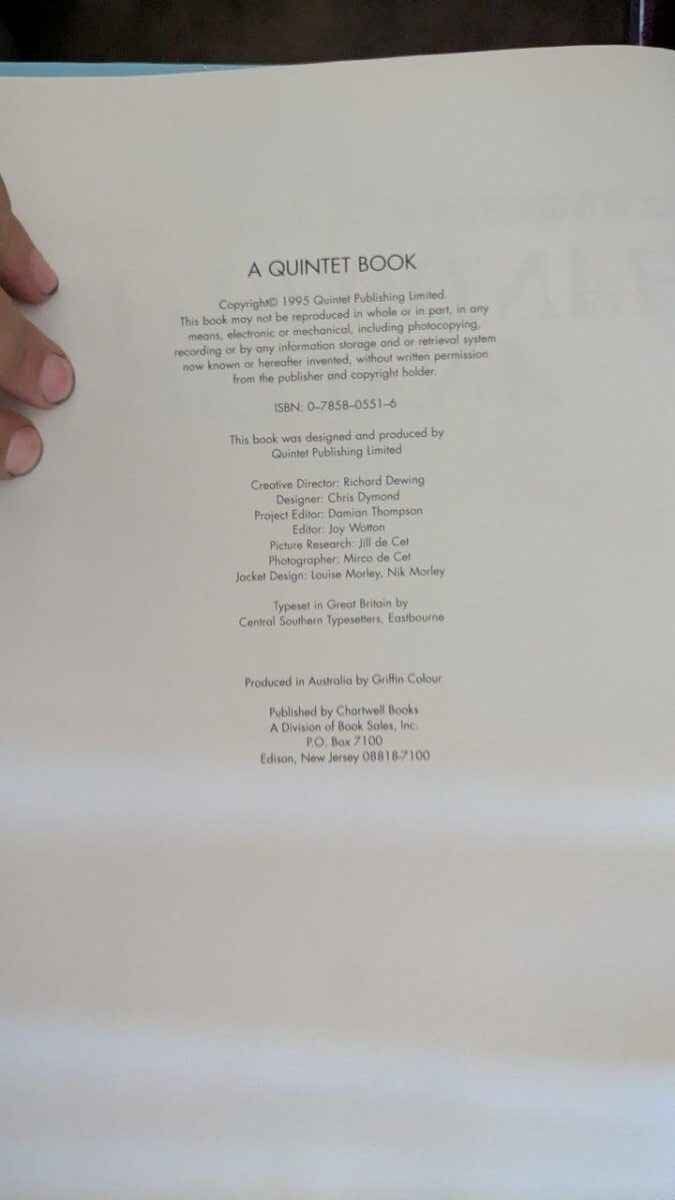 A QUINTET BOOK
Copyright© 1995 Quintet Publishing Limited.
This book may not be reproduced in whole or in part, in any
means, electronic or mechanical, including photocopying,
recording or by any information storage and or retrieval system
now known or hereafter invented, without written permission
from the publisher and copyright holder.
ISBN: 0-7858-0551-6
This book was designed and produced by
Quintet Publishing Limited
Creative Director: Richard Dewing
Designer: Chris Dymond
Project Editor: Damian Thompson
Editor: Joy Wotton
Picture Research: Jill de Cet
Photographer: Mirco de Cet
Jacket Design: Louise Morley, Nik Morley
Typeset in Great Britain by
Central Southern Typesetters, Eastbourne
Produced in Australia by Griffin Colour
Published by Chartwell Books
A Division of Book Sales, Inc.
P.O. Box 7100
Edison, New Jersey 08818-7100